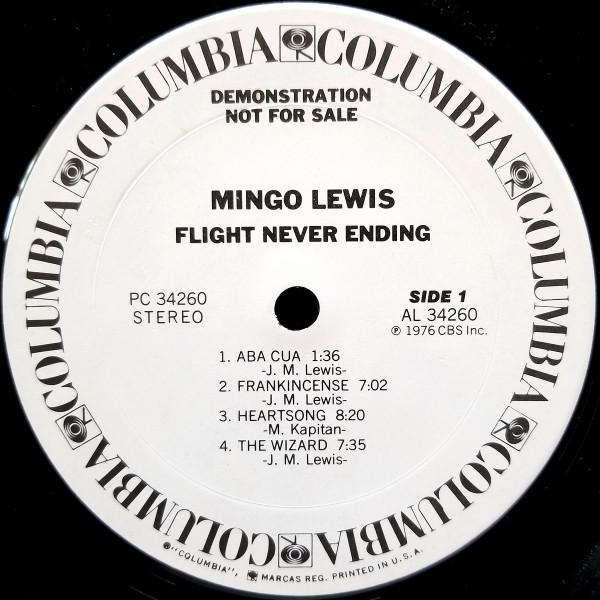 COLUMBIA COLUMBIA COLUMBIA COLUMBIA COLUMBIA COLUMBIA COLUMBIA COLUMBIA
DEMONSTRATION
NOT FOR SALE
MINGO LEWIS
FLIGHT NEVER ENDING
PC 34260
STEREO
SIDE 1
AL 34260
℗ 1976 CBS Inc.
1. ABA CUA 1:36
-J. M. Lewis-
2. FRANKINCENSE 7:02
-J. M. Lewis-
3. HEARTSONG 8:20
-M. Kapitan-
4. THE WIZARD 7:35
-J. M. Lewis-
"COLUMBIA", MARCAS REG. PRINTED IN U.S.A.